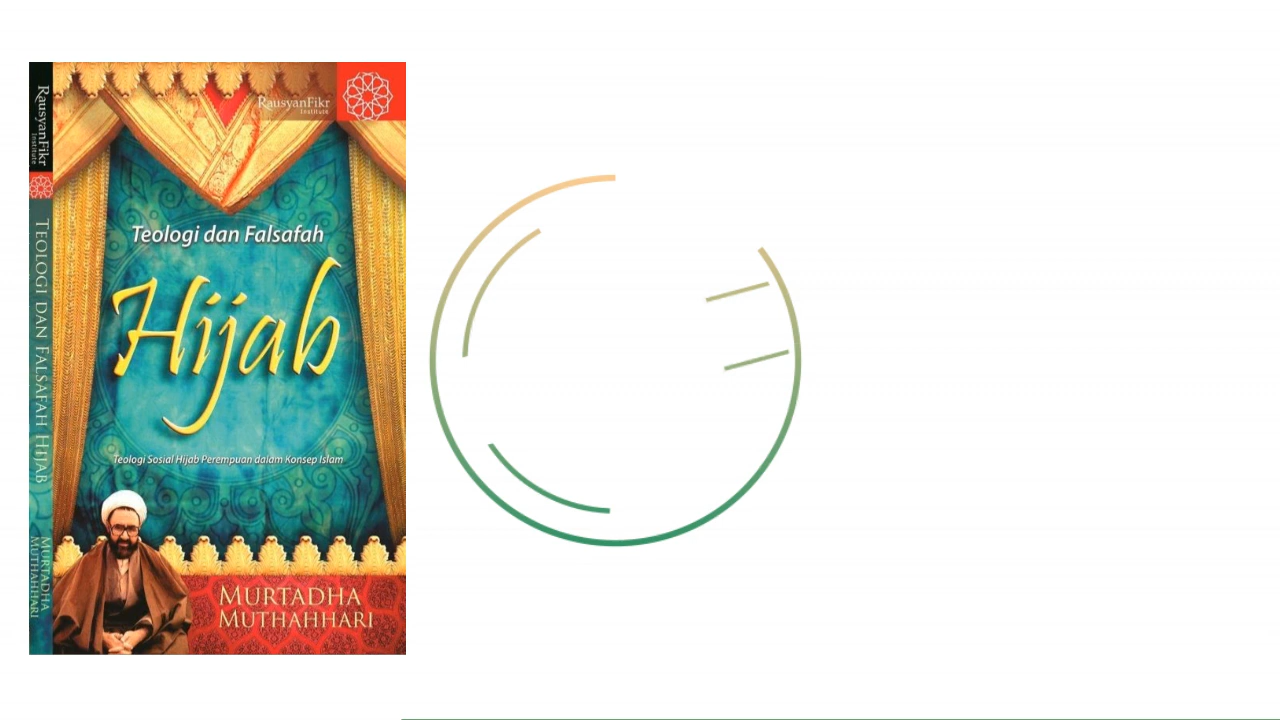 RausyanFikr
Institute
TEOLOGI DAN FALSAFAH HIJAB
MURTADHA
MUTHAHHARI
RausyanFikr
Institute
Teologi dan Falsafah
Hijab
Teologi Sosial Hijab Perempuan dalam Konsep Islam
MURTADHA
MUTHAHHARI